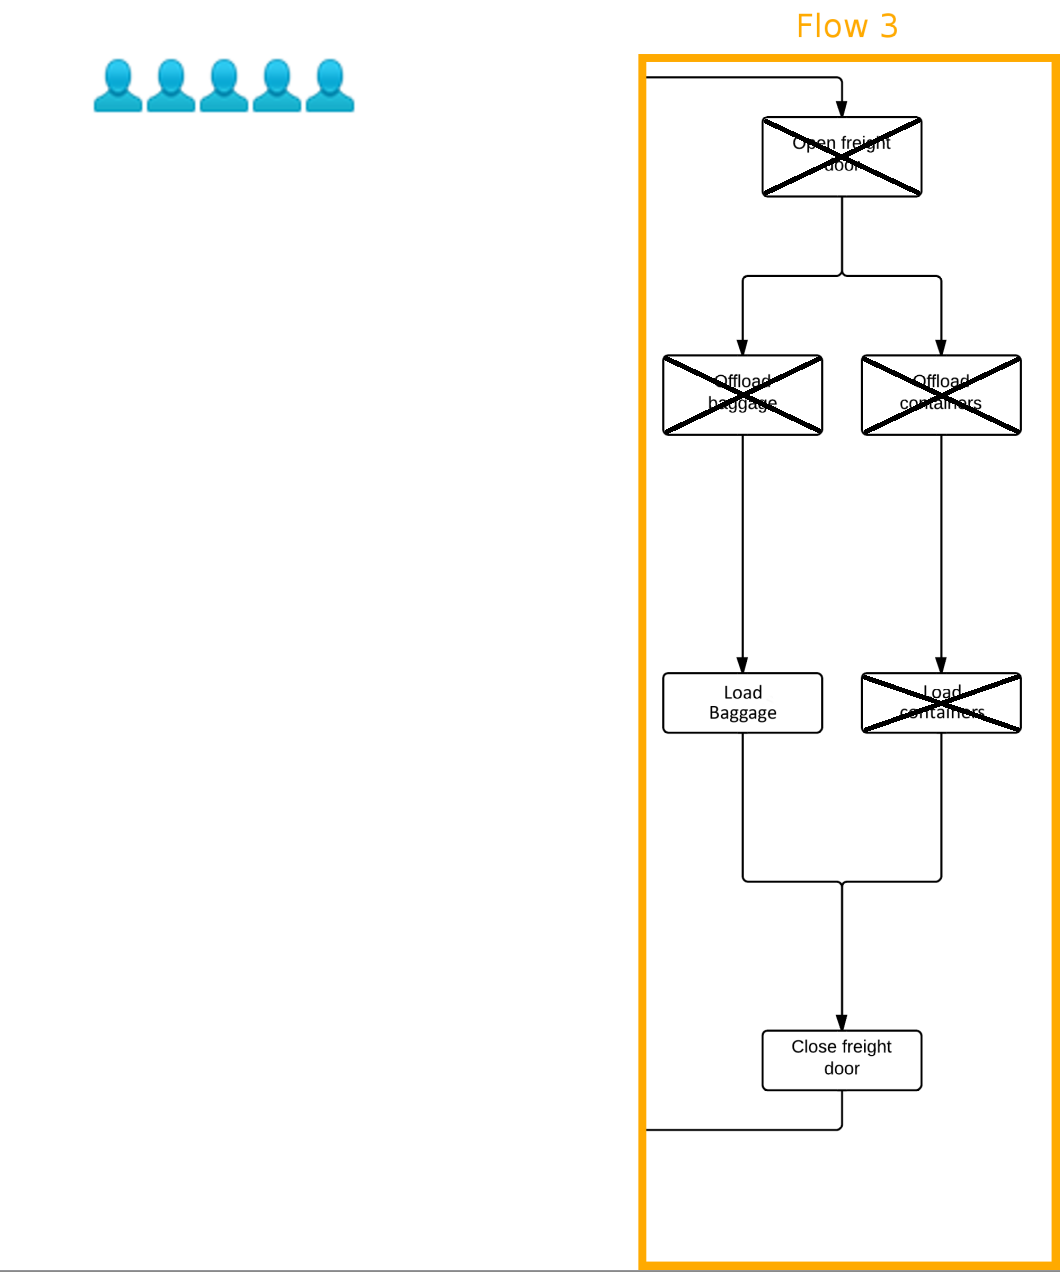 Flow 3
Open freight
door
Offload
baggage
Offload
containers
Load
Baggage
Load
containers
Close freight
door